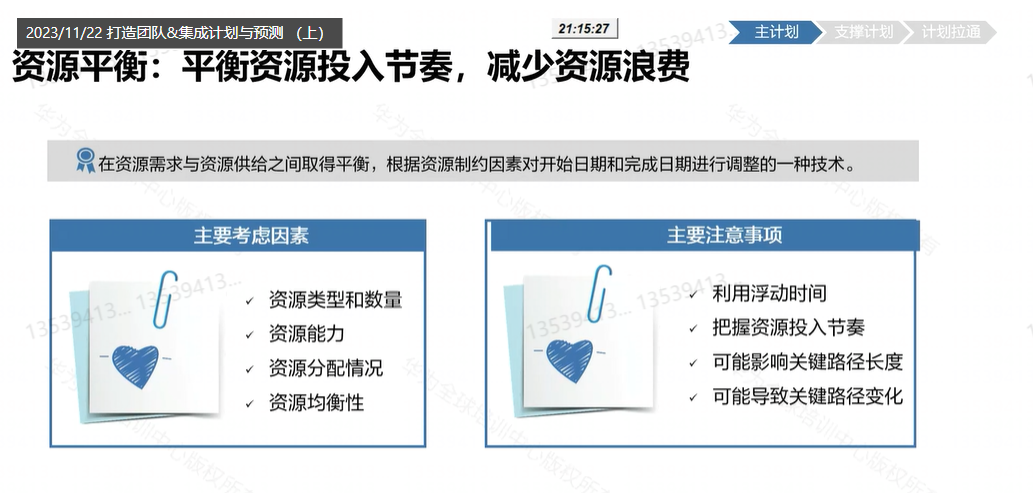 2023/11/22 打造团队&集成计划与预测 （上）
21:15:27
主计划
支撑计划
计划拉通
资源平衡：平衡资源投入节奏，减少资源浪费
在资源需求与资源供给之间取得平衡，根据资源制约因素对开始日期和完成日期进行调整的一种技术。
主要考虑因素
✓ 资源类型和数量
✓ 资源能力
✓ 资源分配情况
✓ 资源均衡性
主要注意事项
✓ 利用浮动时间
✓ 把握资源投入节奏
✓ 可能影响关键路径长度
✓ 可能导致关键路径变化
13539413...
13539413...
13539413...
13539413...